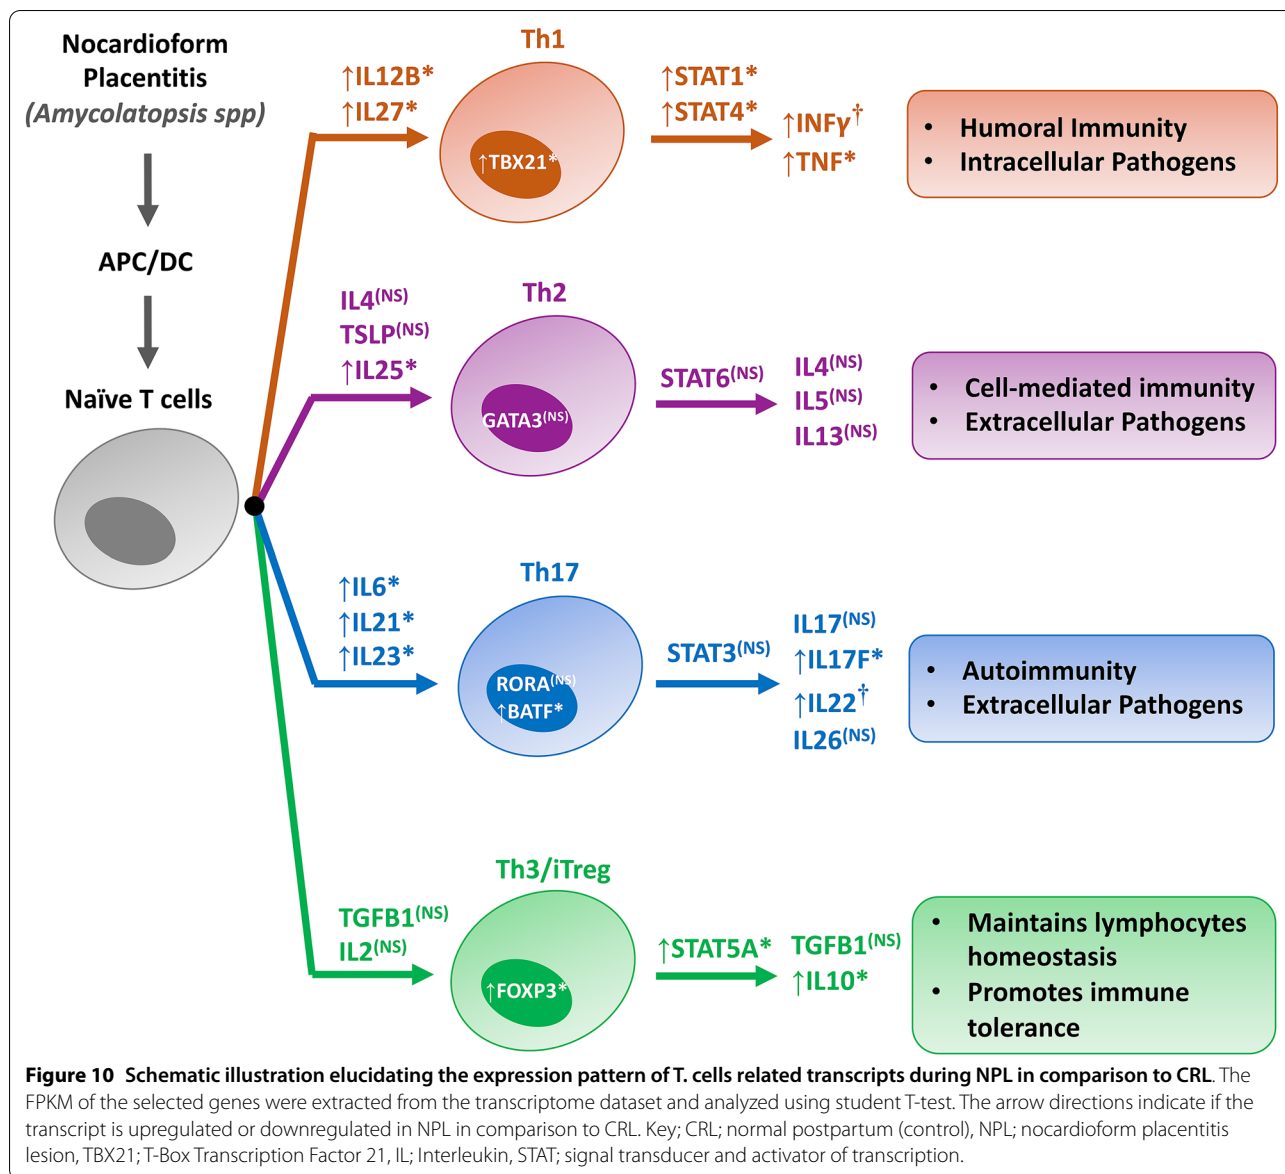 Nocardioform
Placentitis
(Amycolatopsis spp)
APC/DC
Naïve T cells
Th1
↑IL12B*
↑IL27*
↑TBX21*
↑STAT1*
↑STAT4*
↑INFγ†
↑TNF*
• Humoral Immunity
• Intracellular Pathogens
Th2
IL4(NS)
TSLP(NS)
↑IL25*
GATA3(NS)
STAT6(NS)
IL4(NS)
IL5(NS)
IL13(NS)
• Cell-mediated immunity
• Extracellular Pathogens
Th17
↑IL6*
↑IL21*
↑IL23*
RORA(NS)
↑BATF*
STAT3(NS)
IL17(NS)
↑IL17F*
↑IL22†
IL26(NS)
• Autoimmunity
• Extracellular Pathogens
Th3/iTreg
TGFB1(NS)
IL2(NS)
↑FOXP3*
↑STAT5A*
TGFB1(NS)
↑IL10*
• Maintains lymphocytes
homeostasis
• Promotes immune
tolerance
Figure 10 Schematic illustration elucidating the expression pattern of T. cells related transcripts during NPL in comparison to CRL. The
FPKM of the selected genes were extracted from the transcriptome dataset and analyzed using student T-test. The arrow directions indicate if the
transcript is upregulated or downregulated in NPL in comparison to CRL. Key; CRL; normal postpartum (control), NPL; nocardioform placentitis
lesion, TBX21; T-Box Transcription Factor 21, IL; Interleukin, STAT; signal transducer and activator of transcription.